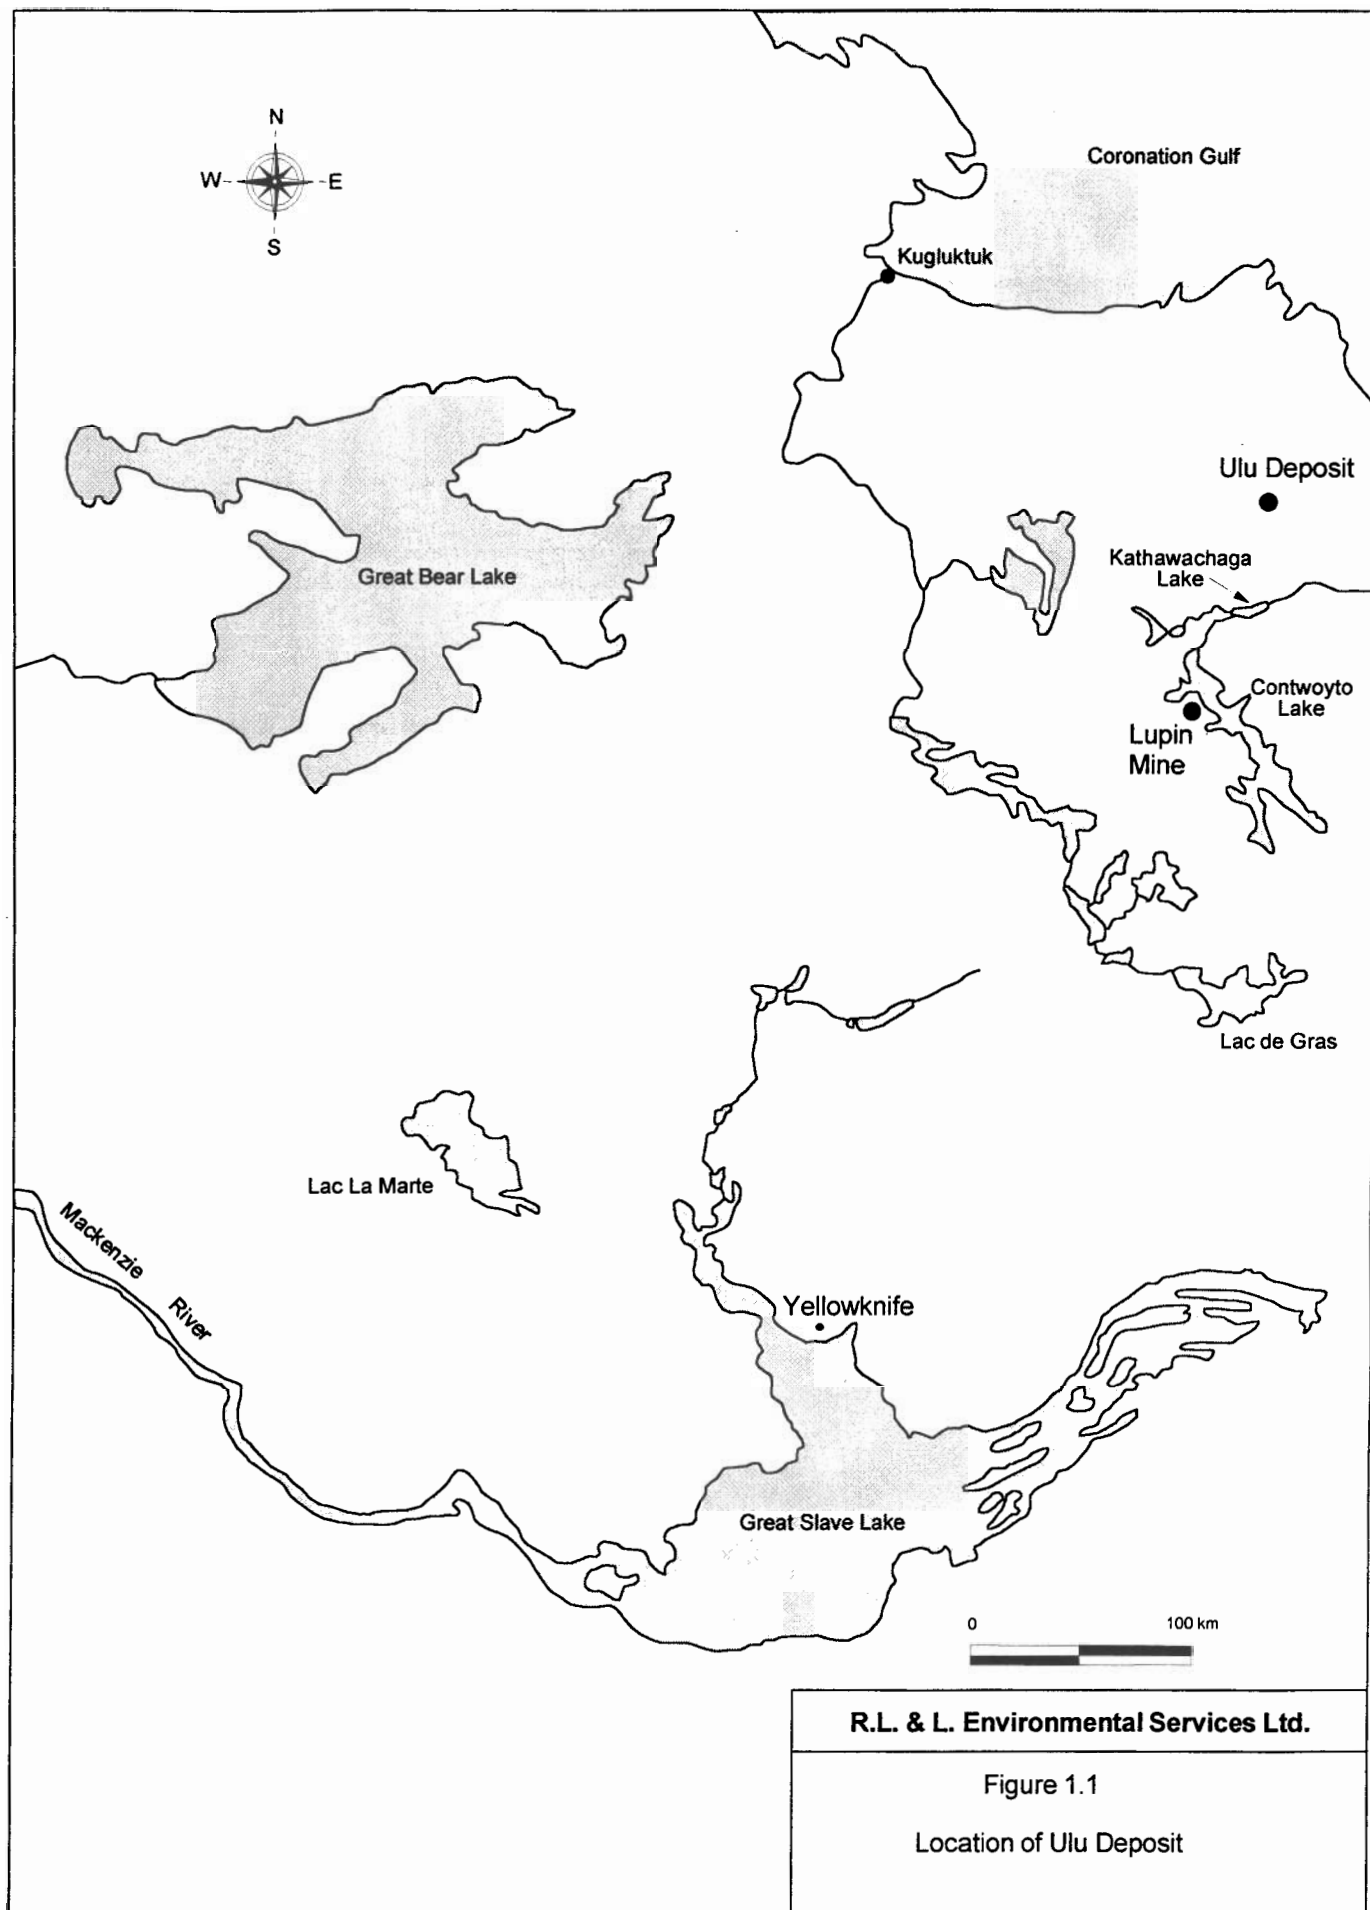 N
W
E
S
Coronation Gulf
Kugluktuk
Ulu Deposit
Kathawachaga
Lake
Great Bear Lake
Contwoyto
Lake
Lupin
Mine
Lac de Gras
Lac La Marte
Mackenzie
River
Yellowknife
Great Slave Lake
0
100 km
R.L. & L. Environmental Services Ltd.
Figure 1.1
Location of Ulu Deposit